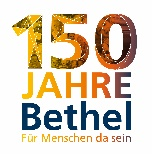 150
JAHRE
Bethel
Für Menschen da sein